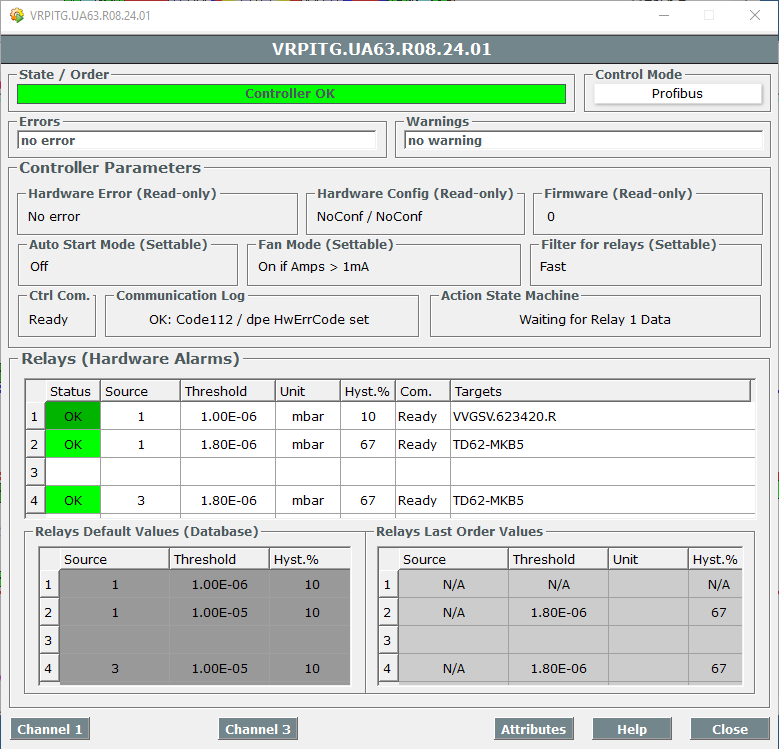 VRPITG.UA63.R08.24.01
VRPITG.UA63.R08.24.01
State / Order
Control Mode
Controller OK
Profibus
Errors
Warnings
no error
no warning
Controller Parameters
Hardware Error (Read-only)
Hardware Config (Read-only)
Firmware (Read-only)
No error
NoConf / NoConf
0
Auto Start Mode (Settable)
Fan Mode (Settable)
Filter for relays (Settable)
Off
On if Amps > 1mA
Fast
Ctrl Com.
Communication Log
Action State Machine
Ready
OK: Code112 / dpe HwErrCode set
Waiting for Relay 1 Data
Relays (Hardware Alarms)
Status Source Threshold Unit Hyst.% Com. Targets
1 OK 1 1.00E-06 mbar 10 Ready VVGSV.623420.R
2 OK 1 1.80E-06 mbar 67 Ready TD62-MKB5
3
4 OK 3 1.80E-06 mbar 67 Ready TD62-MKB5
Relays Default Values (Database)
Source Threshold Hyst.%
1 1 1.00E-06 10
2 1 1.00E-05 10
3
4 3 1.00E-05 10
Relays Last Order Values
Source Threshold Unit Hyst.%
1 N/A N/A N/A
2 N/A 1.80E-06 67
3
4 N/A 1.80E-06 67
Channel 1
Channel 3
Attributes
Help
Close